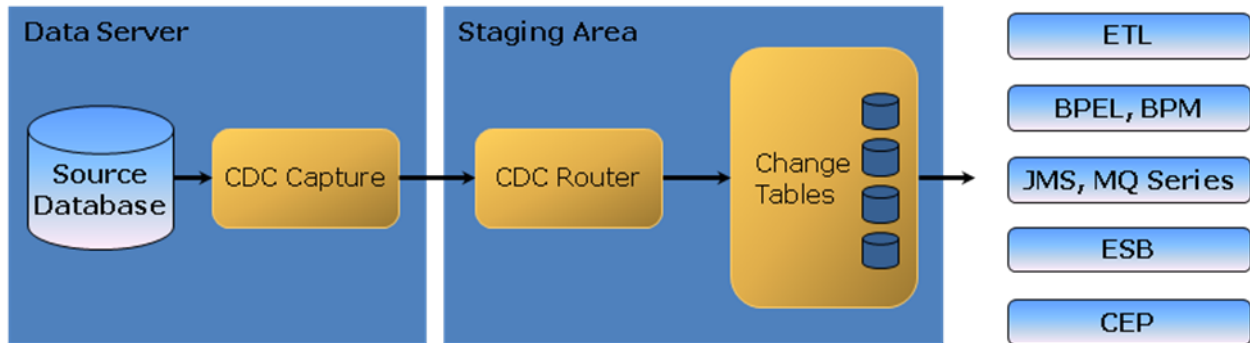 Data Server
Source
Database
CDC Capture
Staging Area
CDC Router
Change
Tables
ETL
BPEL, BPM
JMS, MQ Series
ESB
CEP